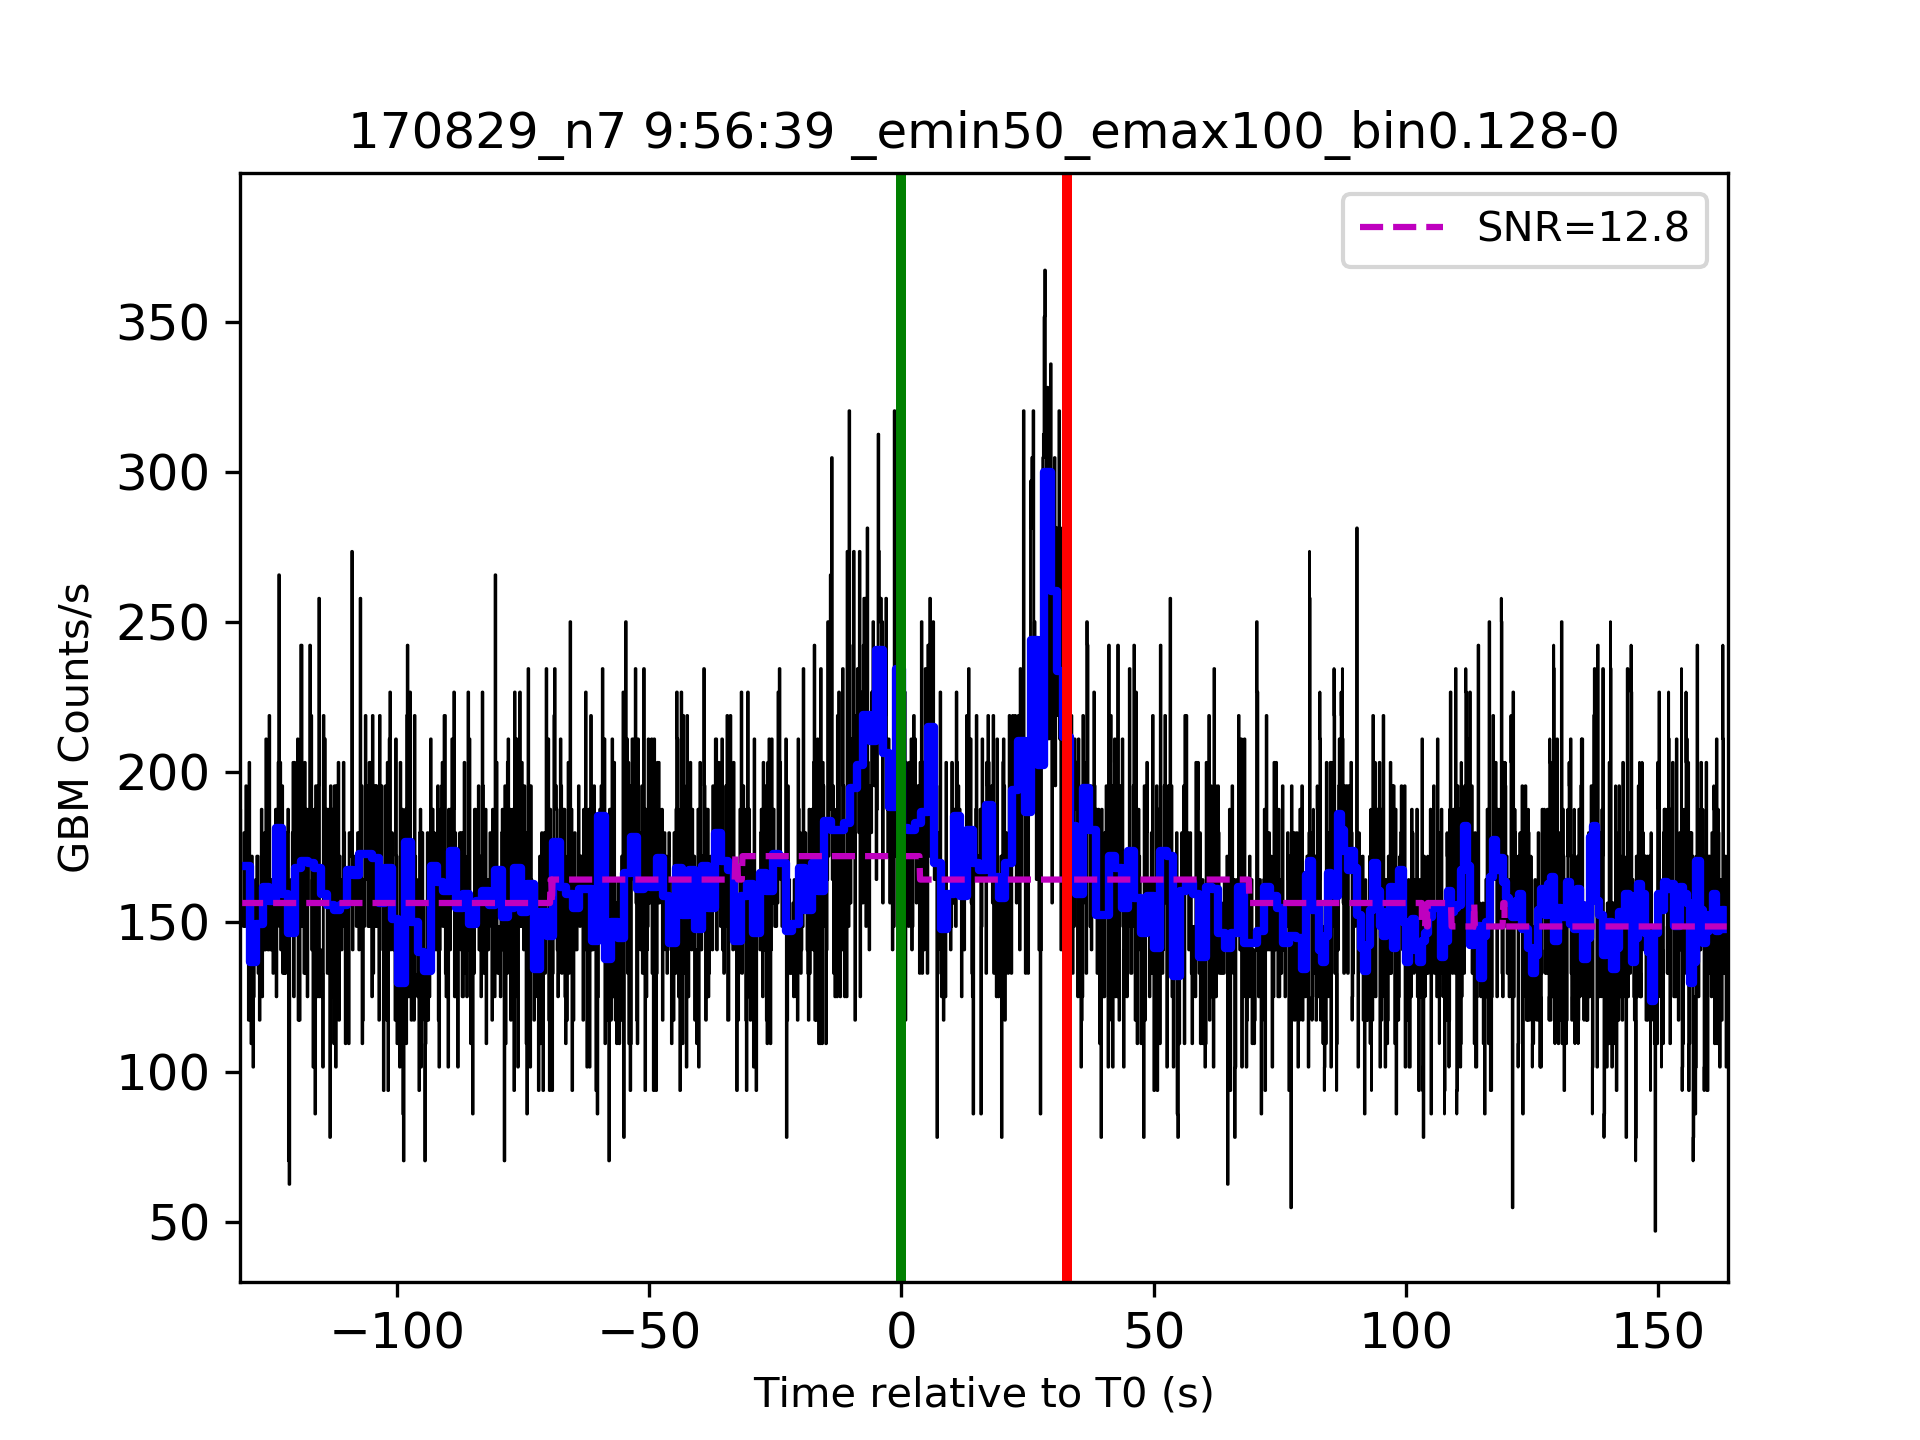 170829_n7 9:56:39 _emin50_emax100_bin0.128-0
SNR=12.8
GBM Counts/s
350
300
250
200
150
100
50
−100 −50 0 50 100 150
Time relative to T0 (s)